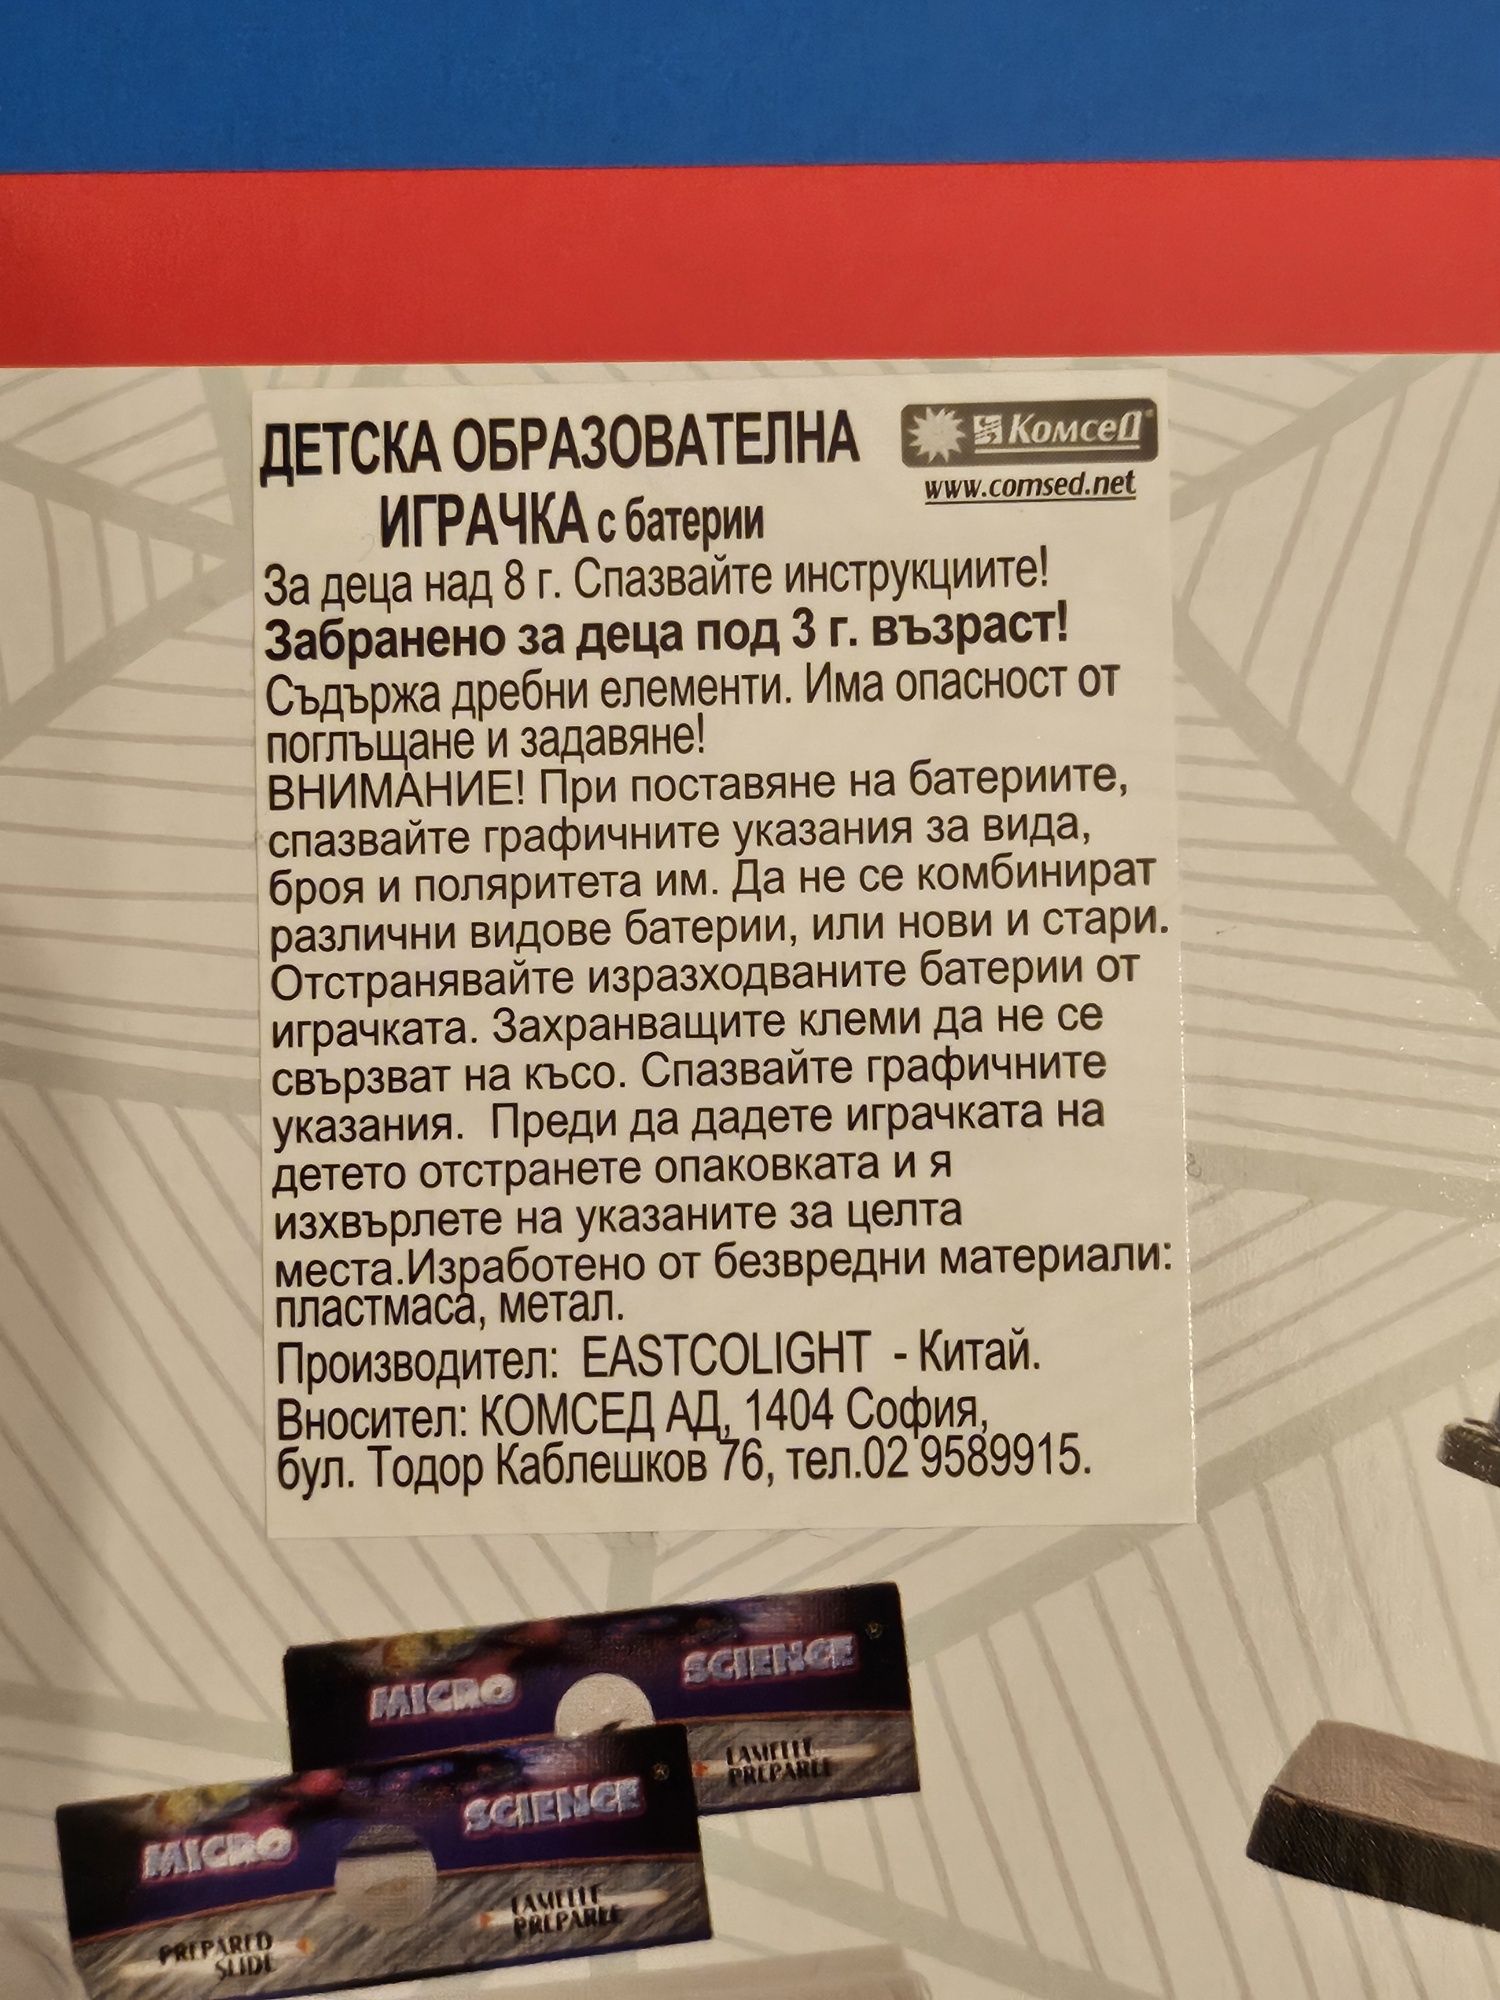 ДЕТСКА ОБРАЗОВАТЕЛНА
КомсеД
www.comsed.net
ИГРАЧКА с батерии
За деца над 8 г. Спазвайте инструкциите!
Забранено за деца под 3 г. възраст!
Съдържа дребни елементи. Има опасност от
поглъщане и задавяне!
ВНИМАНИЕ! При поставяне на батериите,
спазвайте графичните указания за вида,
броя и поляритета им. Да не се комбинират
различни видове батерии, или нови и стари.
Отстранявайте изразходваните батерии от
играчката. Захранващите клеми да не се
свързват на късо. Спазвайте графичните
указания. Преди да дадете играчката на
детето отстранете опаковката и я
изхвърлете на указаните за целта
места.Изработено от безвредни материали:
пластмаса, метал.
Производител: EASTCOLIGHT - Китай.
Вносител: КОМСЕД АД, 1404 София,
бул. Тодор Каблешков 76, тел.02 9589915.
MICRO SCIENCE
LAMELLE
PREPAREE
MICRO SCIENCE
LAMELLE
PREPAREE
PREPARED
SLIDE